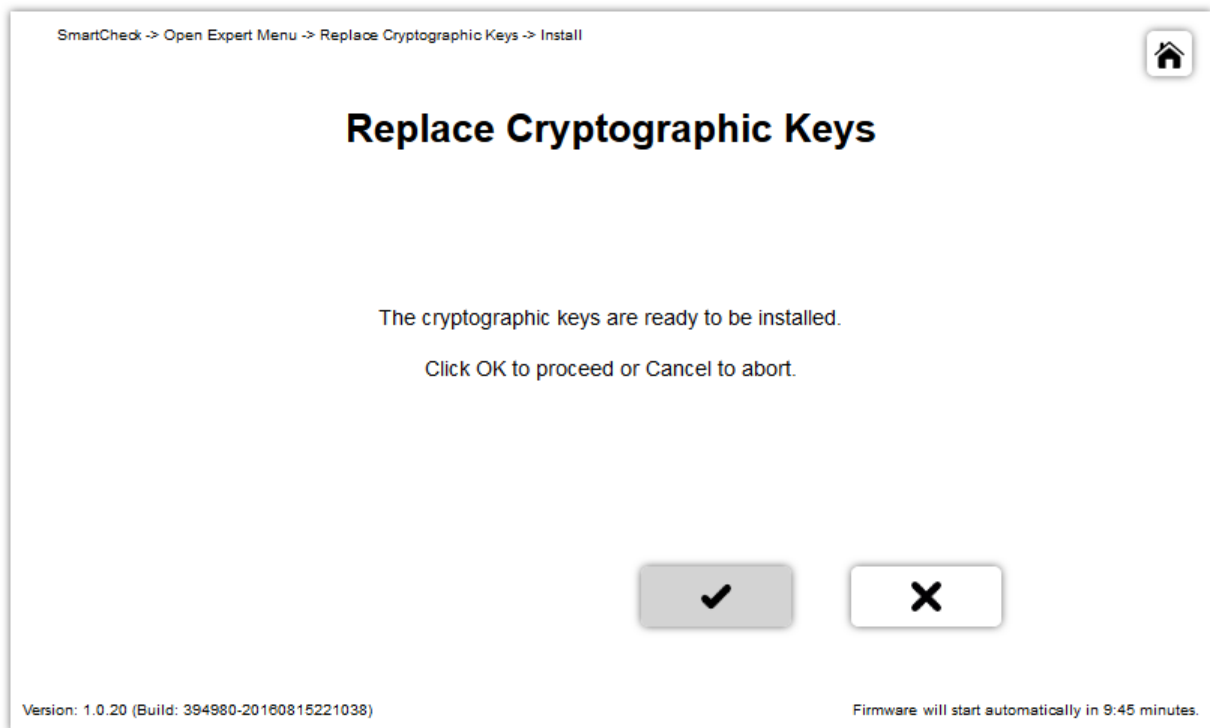 SmartCheck -> Open Expert Menu -> Replace Cryptographic Keys -> Install
Replace Cryptographic Keys
The cryptographic keys are ready to be installed.
Click OK to proceed or Cancel to abort.
Version: 1.0.20 (Build: 394980-20160815221038)
Firmware will start automatically in 9:45 minutes.